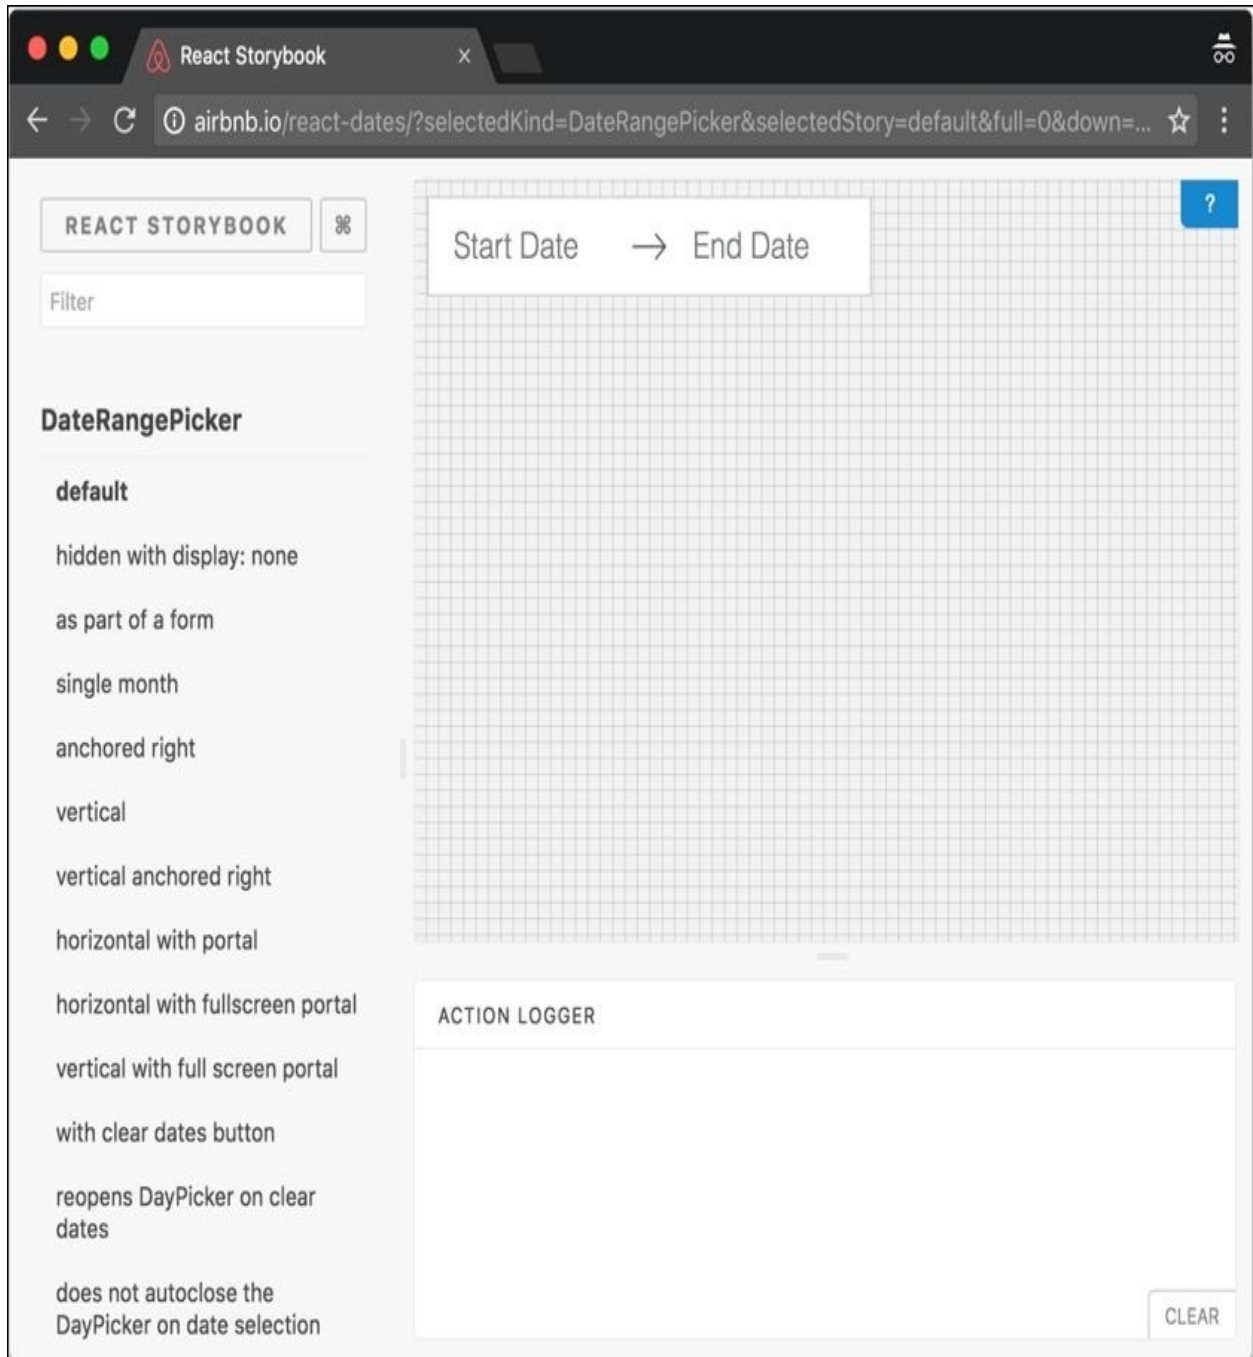 React Storybook
airbnb.io/react-dates/?selectedKind=DateRangePicker&selectedStory=default&full=0&down=...
REACT STORYBOOK ⌘
Filter
DateRangePicker
default
hidden with display: none
as part of a form
single month
anchored right
vertical
vertical anchored right
horizontal with portal
horizontal with fullscreen portal
vertical with full screen portal
with clear dates button
reopens DayPicker on clear
dates
does not autoclose the
DayPicker on date selection
Start Date → End Date
?
ACTION LOGGER
CLEAR